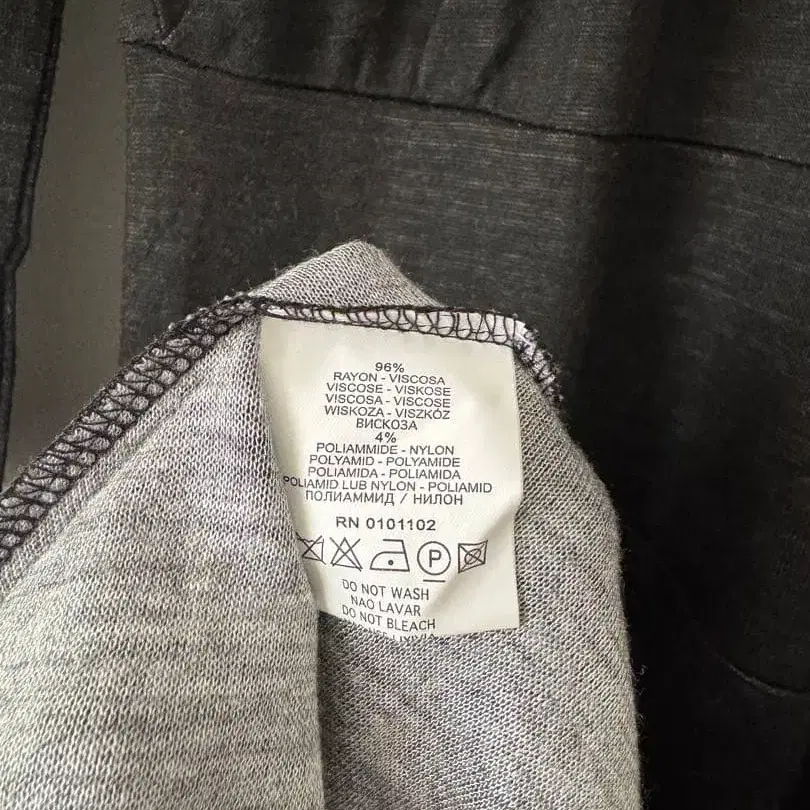 96%
RAYON - VISCOSA
VISCOSE - VISKOSE
VISCOSA - VISCOSE
WISKOZA - VISZKÓZ
ВИСКОЗА
4%
POLIAMMIDE - NYLON
POLYAMID - POLYAMIDE
POLIAMIDA - POLIAMIDA
POLIAMID LUB NYLON - POLIAMID
ПОЛИАММИД / НИЛОН
RN 0101102
P
DO NOT WASH
NAO LAVAR
DO NOT BLEACH